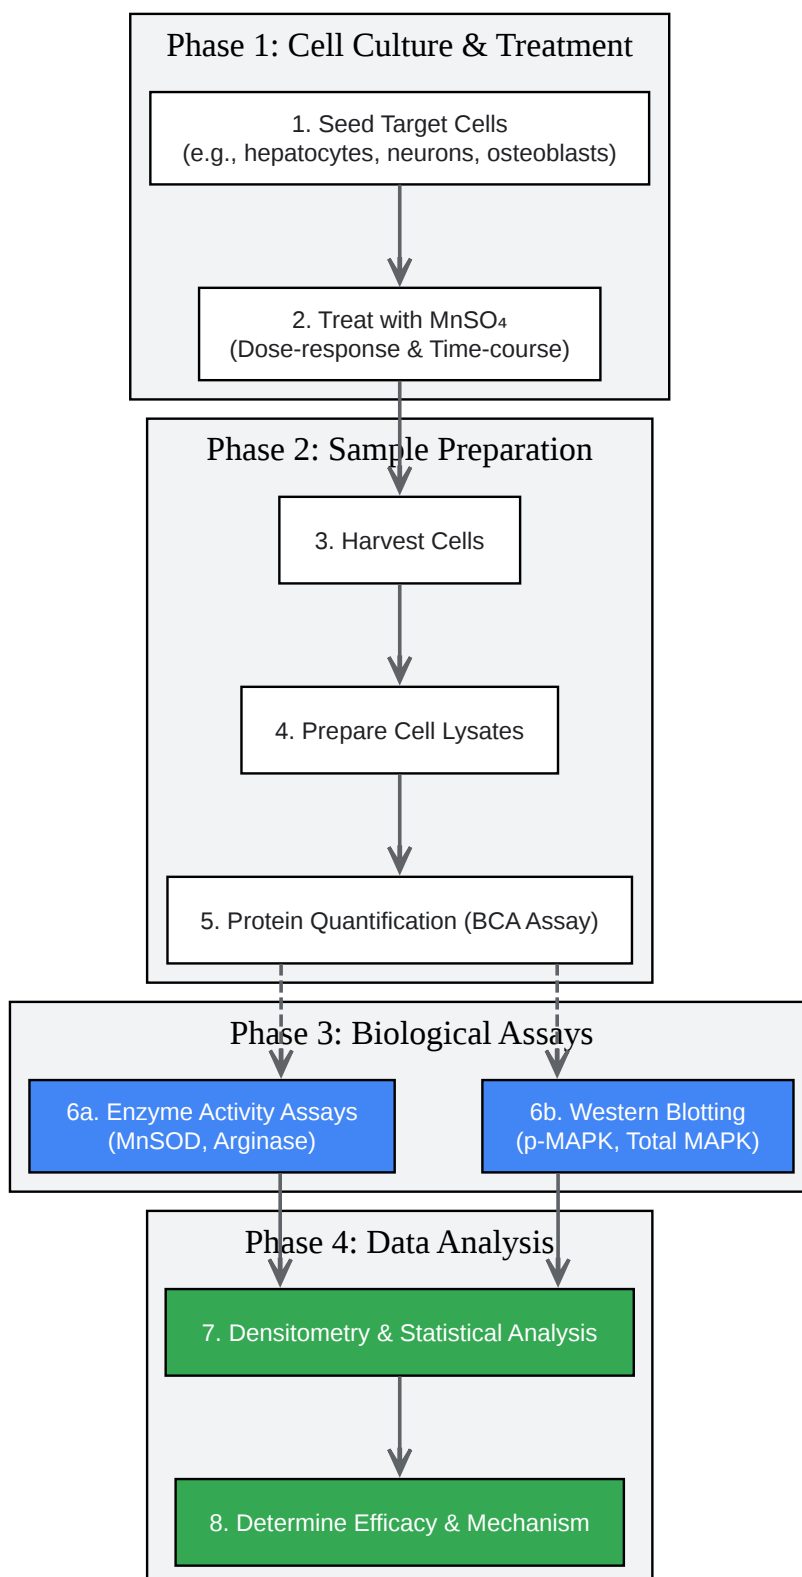 Phase 1: Cell Culture & Treatment
1. Seed Target Cells
(e.g., hepatocytes, neurons, osteoblasts)
2. Treat with MnSO₄
(Dose-response & Time-course)
Phase 2: Sample Preparation
3. Harvest Cells
4. Prepare Cell Lysates
5. Protein Quantification (BCA Assay)
Phase 3: Biological Assays
6a. Enzyme Activity Assays
(MnSOD, Arginase)
6b. Western Blotting
(p-MAPK, Total MAPK)
Phase 4: Data Analysis
7. Densitometry & Statistical Analysis
8. Determine Efficacy & Mechanism